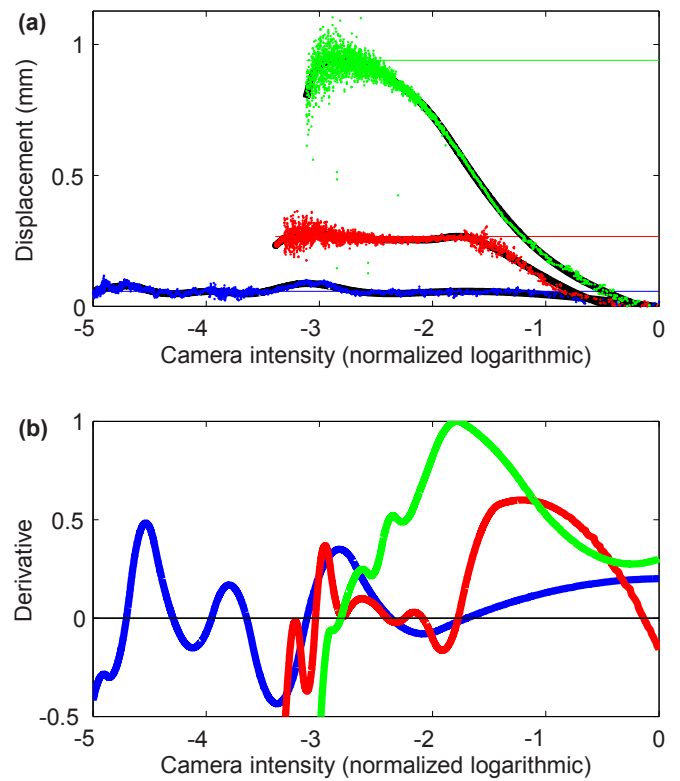 (a)
1
0.5
0
Displacement (mm)
-5 -4 -3 -2 -1 0
Camera intensity (normalized logarithmic)
(b)
1
0.5
0
-0.5
Derivative
-5 -4 -3 -2 -1 0
Camera intensity (normalized logarithmic)